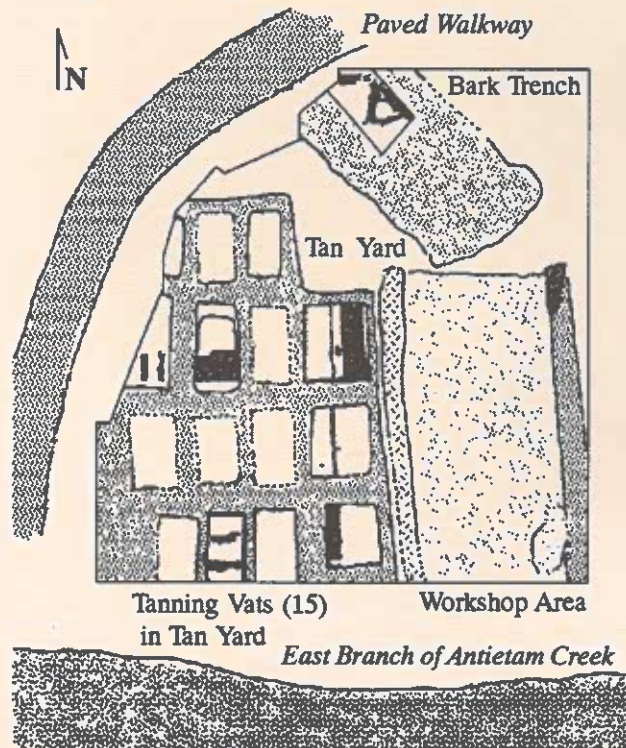 Paved Walkway
N
Bark Trench
Tan Yard
Tanning Vats (15)
in Tan Yard
Workshop Area
East Branch of Antietam Creek